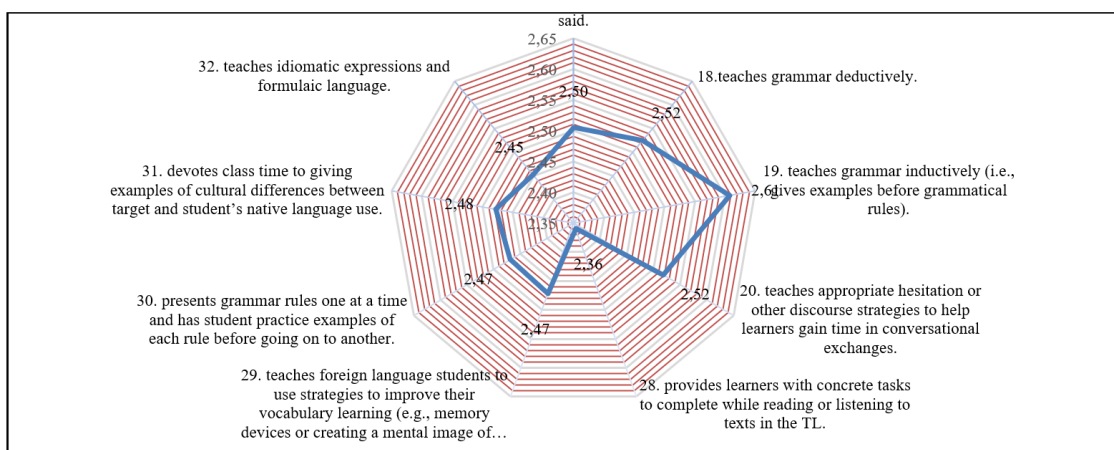 said.
2,65
2,60
2,55
2,50
2,45
2,40
2,35
2,50
18.teaches grammar deductively.
2,52
19. teaches grammar inductively (i.e.,
gives examples before grammatical
rules).
2,61
20. teaches appropriate hesitation or
other discourse strategies to help
learners gain time in conversational
exchanges.
2,52
28. provides learners with concrete tasks
to complete while reading or listening to
texts in the TL.
2,36
29. teaches foreign language students to
use strategies to improve their
vocabulary learning (e.g., memory
devices or creating a mental image of…
2,47
30. presents grammar rules one at a time
and has student practice examples of
each rule before going on to another.
2,47
31. devotes class time to giving
examples of cultural differences between
target and student’s native language use.
2,48
32. teaches idiomatic expressions and
formulaic language.
2,45